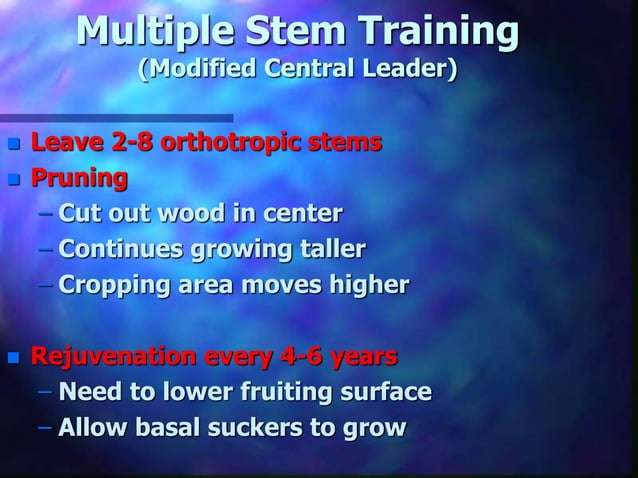 Multiple Stem Training
(Modified Central Leader)
Leave 2-8 orthotropic stems
Pruning
– Cut out wood in center
– Continues growing taller
– Cropping area moves higher
Rejuvenation every 4-6 years
– Need to lower fruiting surface
– Allow basal suckers to grow